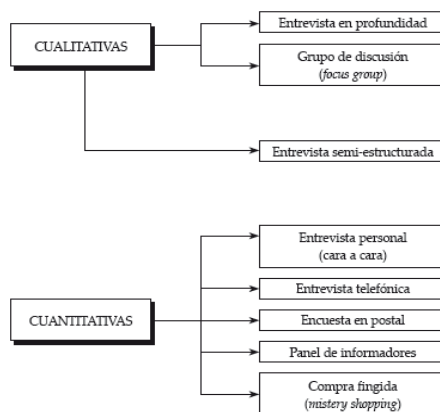 CUALITATIVAS
Entrevista en profundidad
Grupo de discusión
(focus group)
Entrevista semi-estructurada
CUANTITATIVAS
Entrevista personal
(cara a cara)
Entrevista telefónica
Encuesta en postal
Panel de informadores
Compra fingida
(mistery shopping)